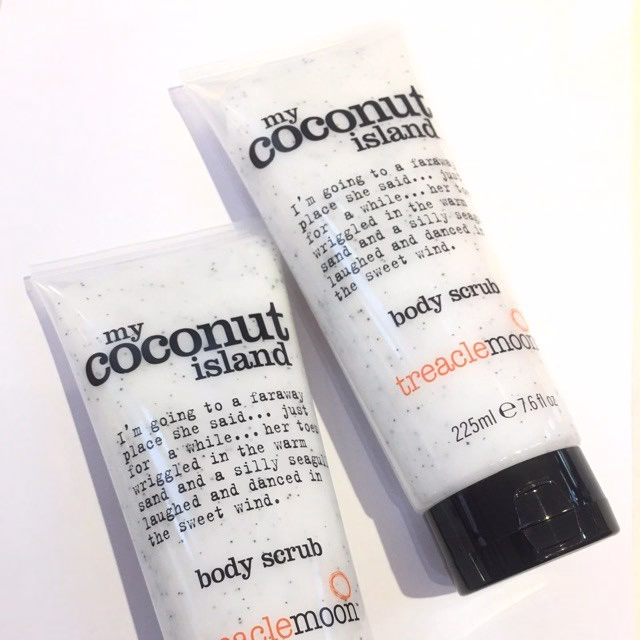 my
coconut
island
I'm going to a faraway
place she said... just
for a while... her toes
wriggled in the warm
sand and a silly seagull
laughed and danced in
the sweet wind.
body scrub
treaclemoon
225ml e 7.6 fl oz
my
coconut
island
I'm going to a faraway
place she said... just
for a while... her toes
wriggled in the warm
sand and a silly seagull
laughed and danced in
the sweet wind.
body scrub
eaclemoon